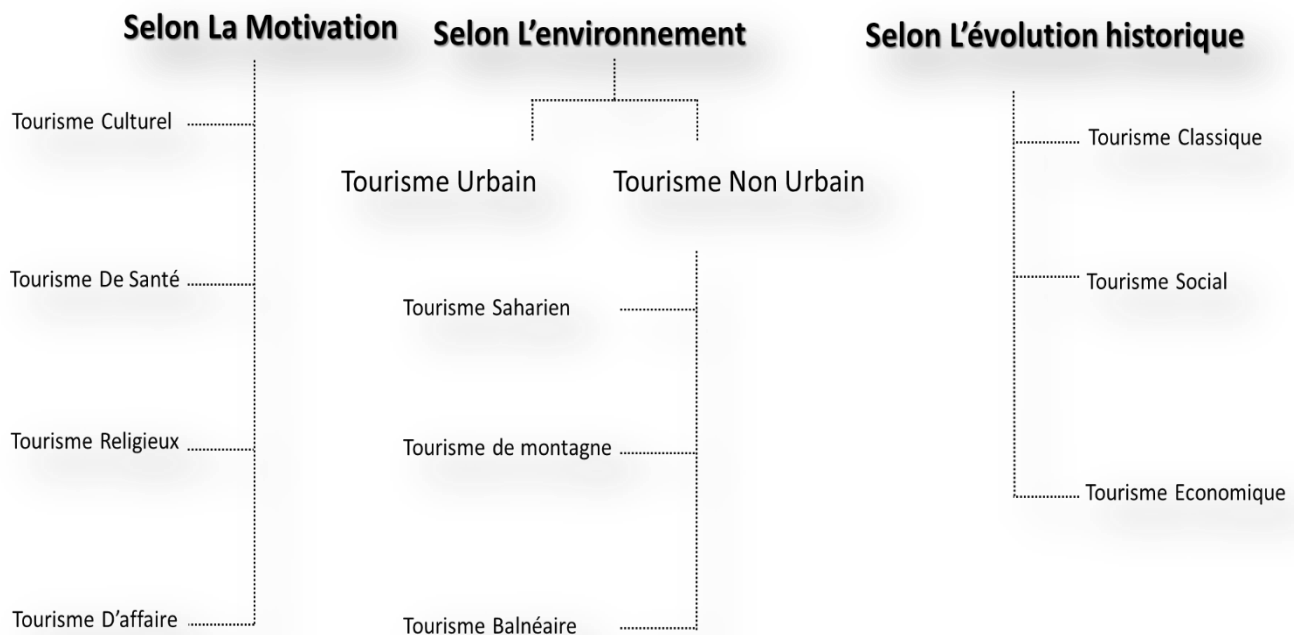 Selon La Motivation
Tourisme Culturel
Tourisme De Santé
Tourisme Religieux
Tourisme D'affaire
Selon L'environnement
Tourisme Urbain
Tourisme Non Urbain
Tourisme Saharien
Tourisme de montagne
Tourisme Balnéaire
Selon L'évolution historique
Tourisme Classique
Tourisme Social
Tourisme Economique